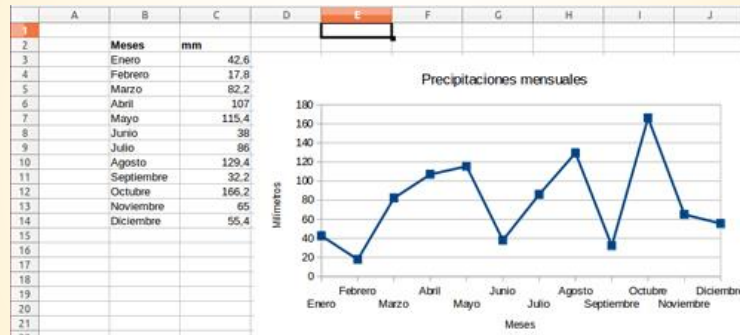 A B C D E F G H I J
1
2 Meses mm
3 Enero 42,6
4 Febrero 17,8
5 Marzo 82,2
6 Abril 107
7 Mayo 115,4
8 Junio 38
9 Julio 86
10 Agosto 129,4
11 Septiembre 32,2
12 Octubre 166,2
13 Noviembre 65
14 Diciembre 55,4
15
16
17
18
19
20
21
Precipitaciones mensuales
180
160
140
120
100
80
60
40
20
0
Milímetros
Febrero Abril Junio Agosto Octubre Diciembre
Enero Marzo Mayo Julio Septiembre Noviembre
Meses